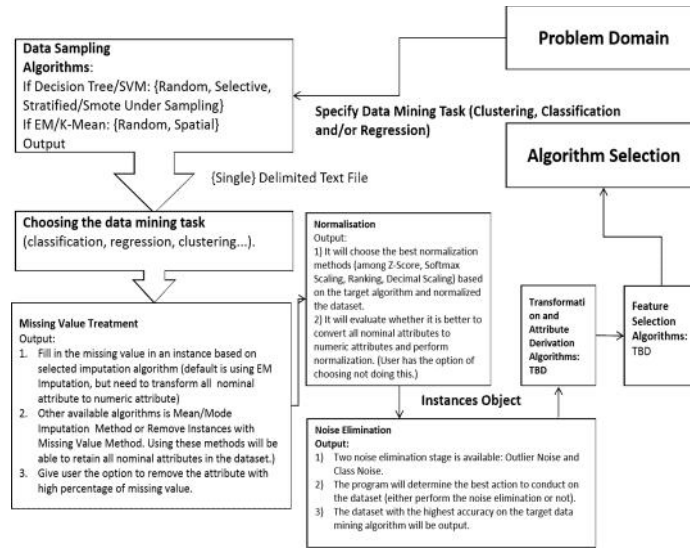 Problem Domain
Data Sampling
Algorithms:
If Decision Tree/SVM: {Random, Selective,
Stratified/Smote Under Sampling}
If EM/K-Mean: {Random, Spatial}
Output
Specify Data Mining Task (Clustering, Classification
and/or Regression)
{Single} Delimited Text File
Choosing the data mining task
(classification, regression, clustering...).
Missing Value Treatment
Output:
1. Fill in the missing value in an instance based on
selected imputation algorithm (default is using EM
Imputation, but need to transform all nominal
attribute to numeric attribute)
2. Other available algorithms is Mean/Mode
Imputation Method or Remove Instances with
Missing Value Method. Using these methods will be
able to retain all nominal attributes in the dataset.)
3. Give user the option to remove the attribute with
high percentage of missing value.
Normalisation
Output:
1) It will choose the best normalization
methods (among Z-Score, Softmax
Scaling, Ranking, Decimal Scaling) based
on the target algorithm and normalized
the dataset.
2) It will evaluate whether it is better to
convert all nominal attributes to
numeric attributes and perform
normalization. (User has the option of
choosing not doing this.)
Instances Object
Noise Elimination
Output:
1) Two noise elimination stage is available: Outlier Noise and
Class Noise.
2) The program will determine the best action to conduct on
the dataset (either perform the noise elimination or not).
3) The dataset with the highest accuracy on the target data
mining algorithm will be output.
Transformati
on and
Attribute
Derivation
Algorithms:
TBD
Feature
Selection
Algorithms:
TBD
Algorithm Selection